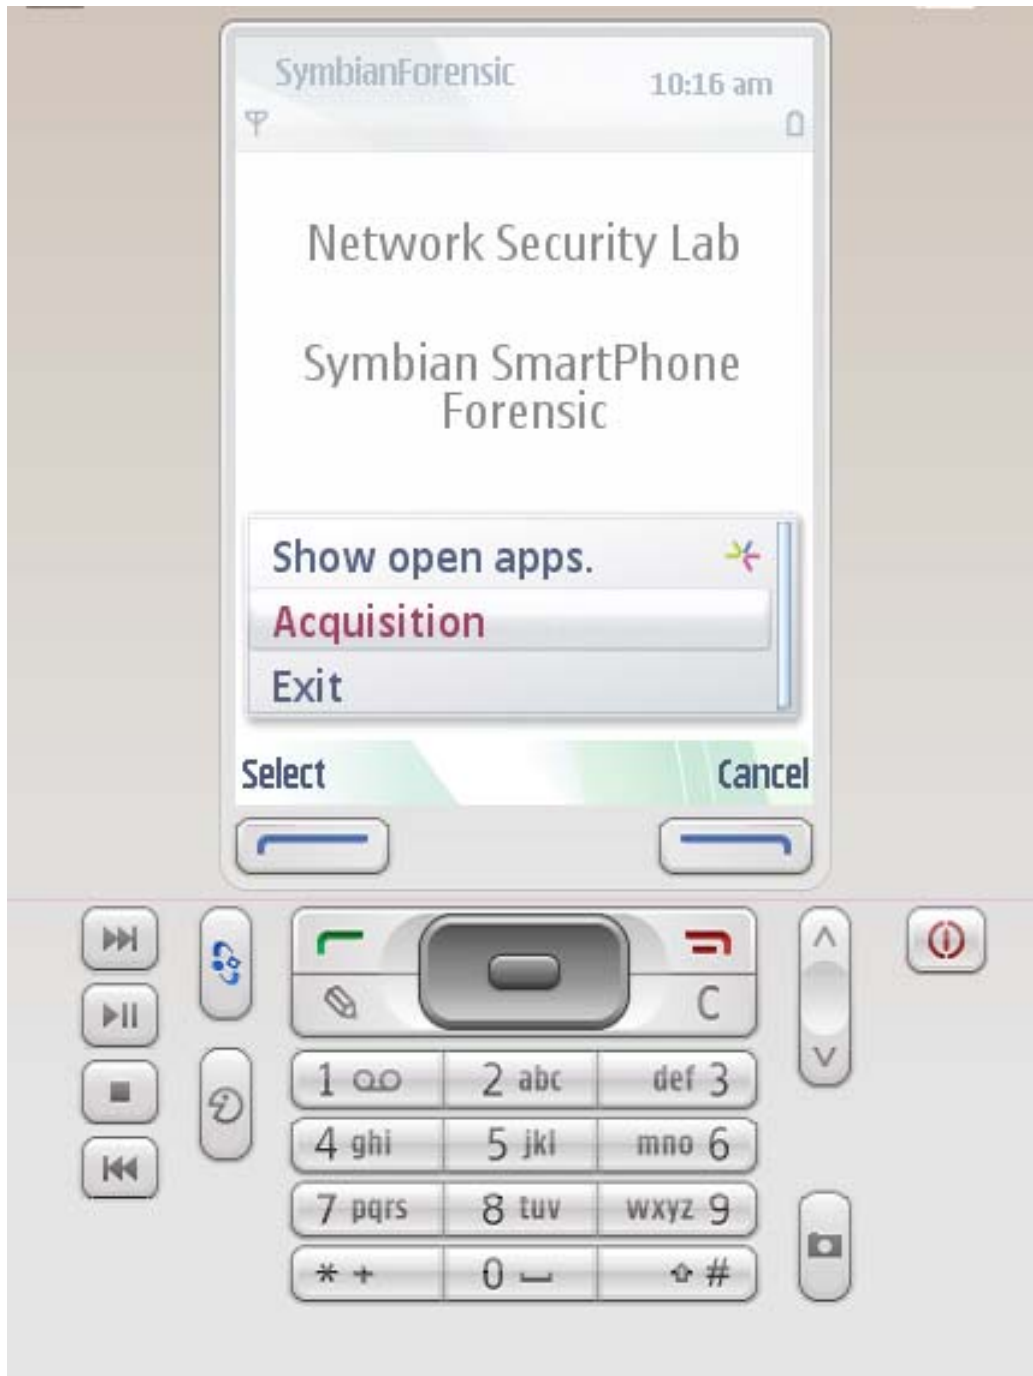 SymbianForensic
10:16 am
Network Security Lab
Symbian SmartPhone
Forensic
Show open apps.
Acquisition
Exit
Select Cancel
C
1 2 abc def 3
4 ghi 5 jkl mno 6
7 pqrs 8 tuv wxyz 9
* + 0 #